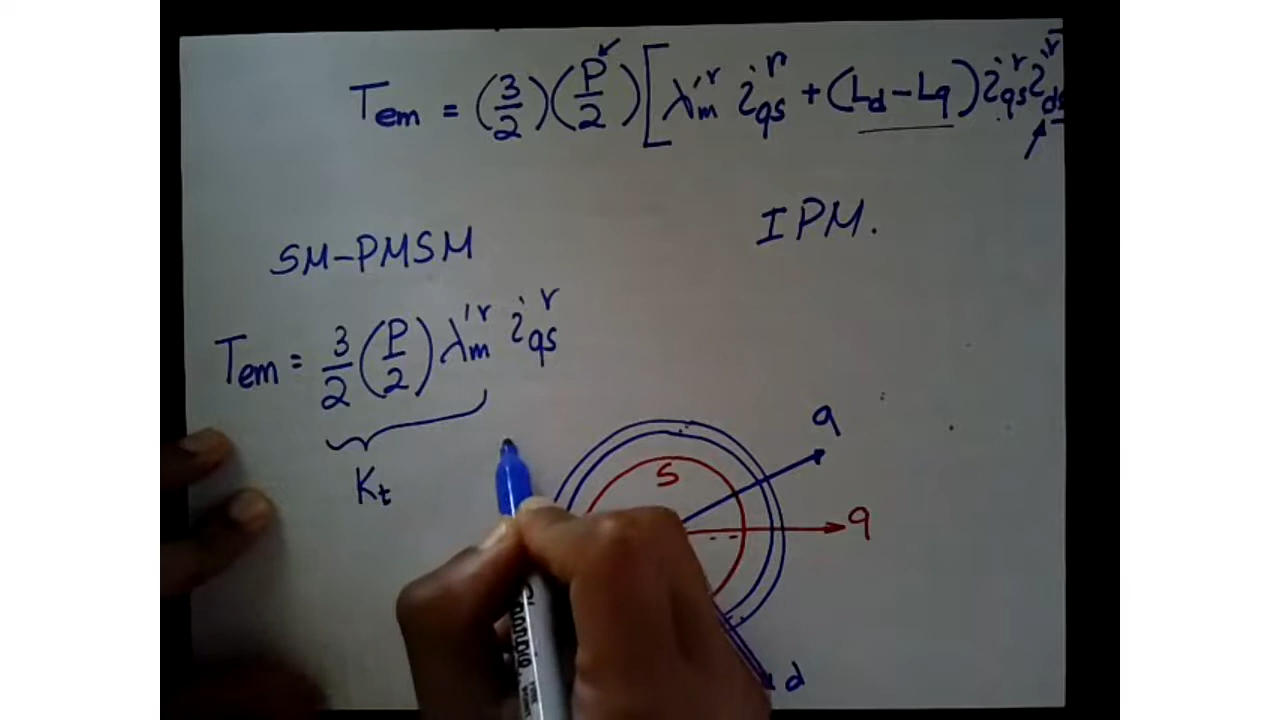 Tem = (3/2)(P/2)[λ'ʳm iʳqs + (Ld − Lq) iʳqs iʳds
SM-PMSM
IPM.
Tem = 3/2 (P/2) λ'ʳm iʳqs
Kt
S
a
q
d